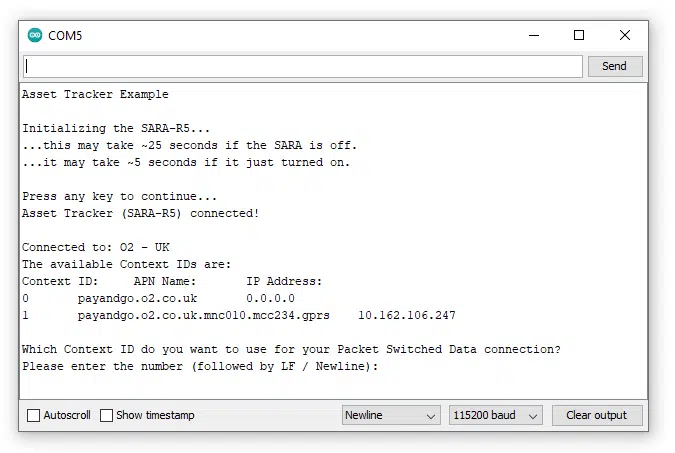 COM5
Send
Asset Tracker Example
Initializing the SARA-R5...
...this may take ~25 seconds if the SARA is off.
...it may take ~5 seconds if it just turned on.
Press any key to continue...
Asset Tracker (SARA-R5) connected!
Connected to: O2 - UK
The available Context IDs are:
Context ID: APN Name: IP Address:
0 payandgo.o2.co.uk 0.0.0.0
1 payandgo.o2.co.uk.mnc010.mcc234.gprs 10.162.106.247
Which Context ID do you want to use for your Packet Switched Data connection?
Please enter the number (followed by LF / Newline):
Autoscroll Show timestamp Newline 115200 baud Clear output